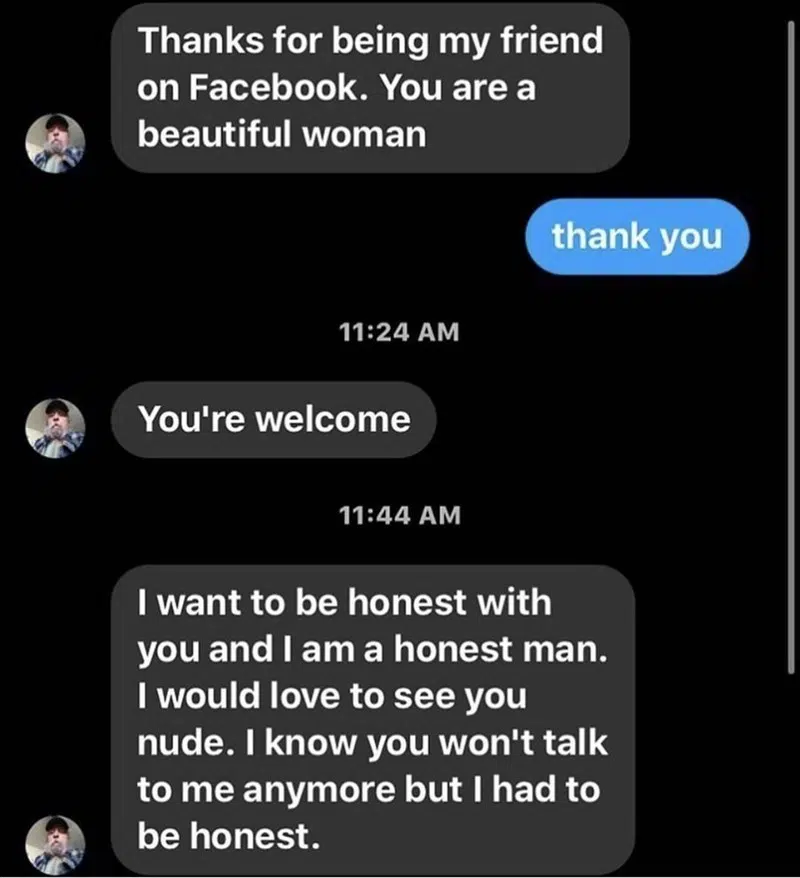 Thanks for being my friend
on Facebook. You are a
beautiful woman
thank you
11:24 AM
You're welcome
11:44 AM
I want to be honest with
you and I am a honest man.
I would love to see you
nude. I know you won't talk
to me anymore but I had to
be honest.